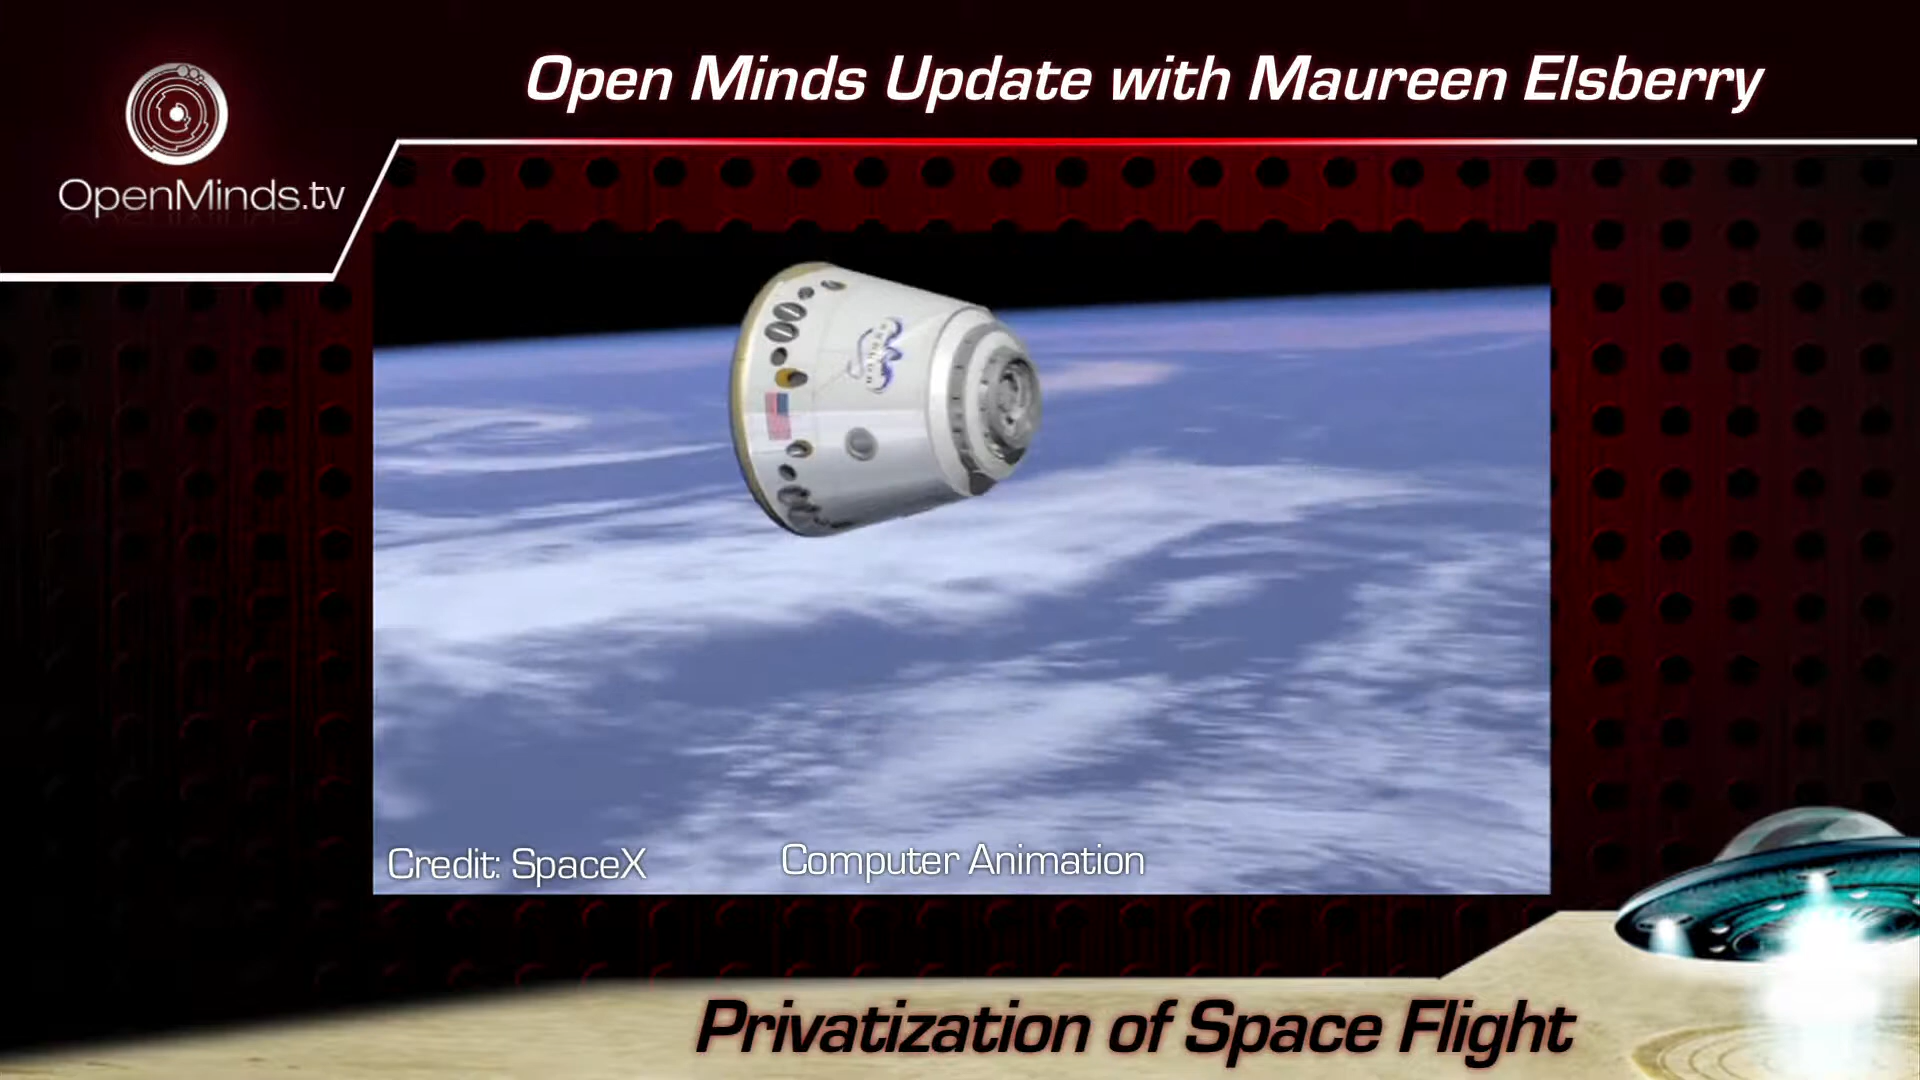 Open Minds Update with Maureen Elsberry
OpenMinds.tv
Credit: SpaceX
Computer Animation
Privatization of Space Flight